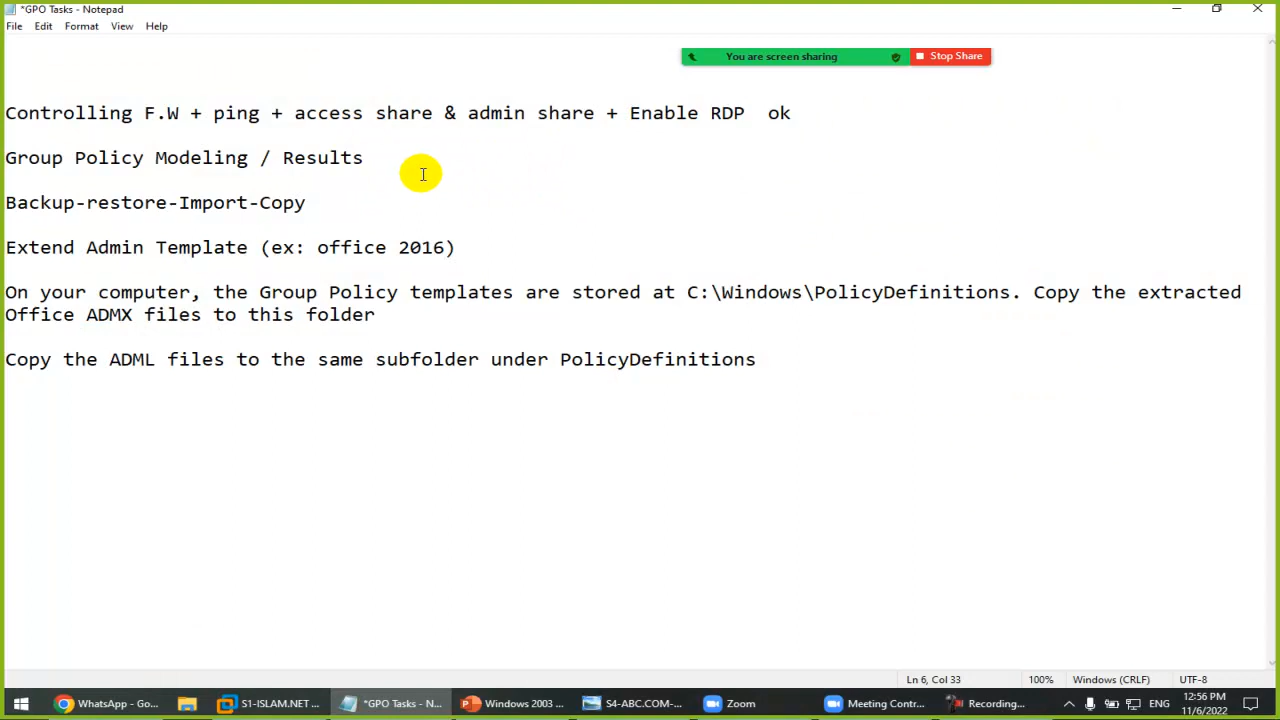 *GPO Tasks - Notepad
File Edit Format View Help
You are screen sharing Stop Share
Controlling F.W + ping + access share & admin share + Enable RDP  ok
Group Policy Modeling / Results
Backup-restore-Import-Copy
Extend Admin Template (ex: office 2016)
On your computer, the Group Policy templates are stored at C:\Windows\PolicyDefinitions. Copy the extracted
Office ADMX files to this folder
Copy the ADML files to the same subfolder under PolicyDefinitions
Ln 6, Col 33 100% Windows (CRLF) UTF-8
WhatsApp - Go... S1-ISLAM.NET ... *GPO Tasks - N... Windows 2003 ... S4-ABC.COM-... Zoom Meeting Contr... Recording... ENG 12:56 PM
11/6/2022